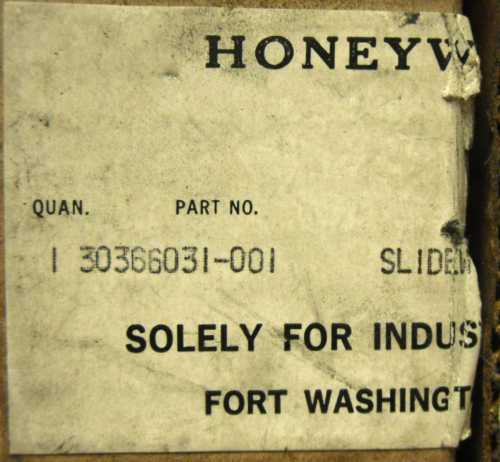 HONEYW
QUAN. PART NO.
1 30366031-001 SLIDEW
SOLELY FOR INDUS
FORT WASHINGT